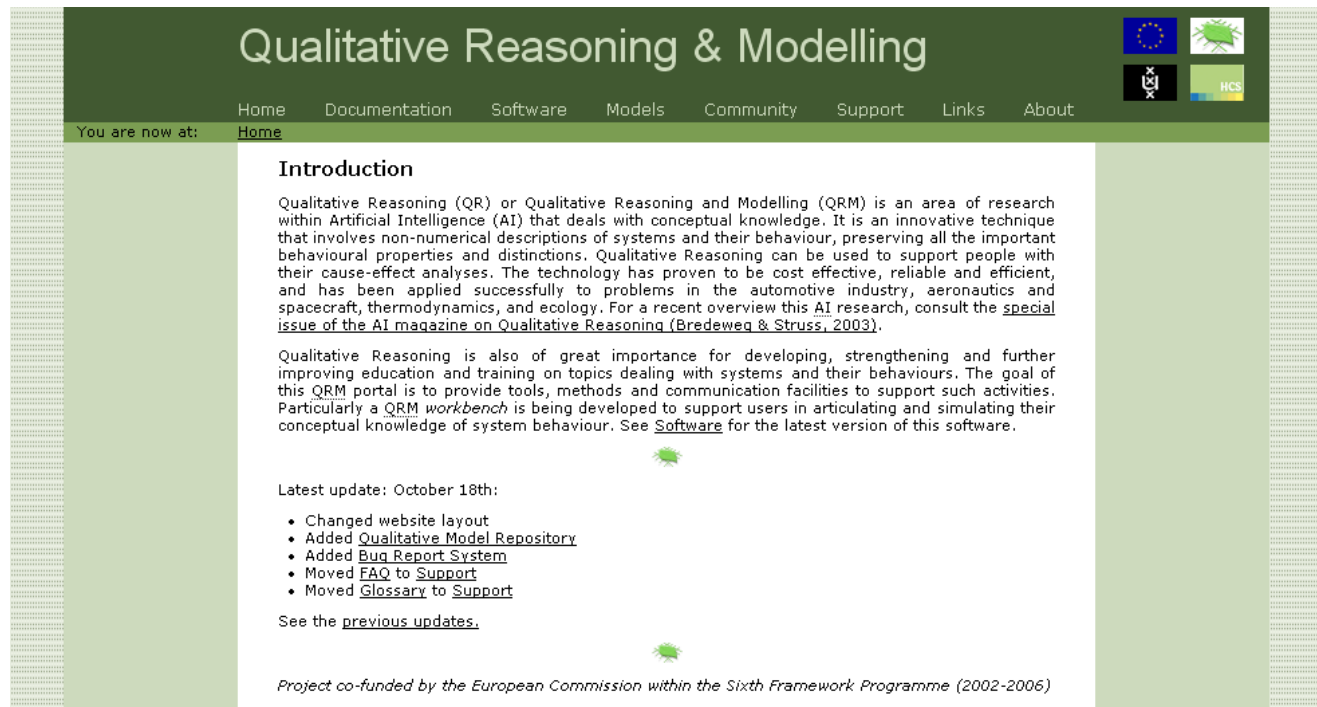 Qualitative Reasoning & Modelling
HCS
Home Documentation Software Models Community Support Links About
You are now at: Home
Introduction
Qualitative Reasoning (QR) or Qualitative Reasoning and Modelling (QRM) is an area of research
within Artificial Intelligence (AI) that deals with conceptual knowledge. It is an innovative technique
that involves non-numerical descriptions of systems and their behaviour, preserving all the important
behavioural properties and distinctions. Qualitative Reasoning can be used to support people with
their cause-effect analyses. The technology has proven to be cost effective, reliable and efficient,
and has been applied successfully to problems in the automotive industry, aeronautics and
spacecraft, thermodynamics, and ecology. For a recent overview this AI research, consult the special
issue of the AI magazine on Qualitative Reasoning (Bredeweg & Struss, 2003).
Qualitative Reasoning is also of great importance for developing, strengthening and further
improving education and training on topics dealing with systems and their behaviours. The goal of
this QRM portal is to provide tools, methods and communication facilities to support such activities.
Particularly a QRM workbench is being developed to support users in articulating and simulating their
conceptual knowledge of system behaviour. See Software for the latest version of this software.
Latest update: October 18th:
• Changed website layout
• Added Qualitative Model Repository
• Added Bug Report System
• Moved FAQ to Support
• Moved Glossary to Support
See the previous updates.
Project co-funded by the European Commission within the Sixth Framework Programme (2002-2006)